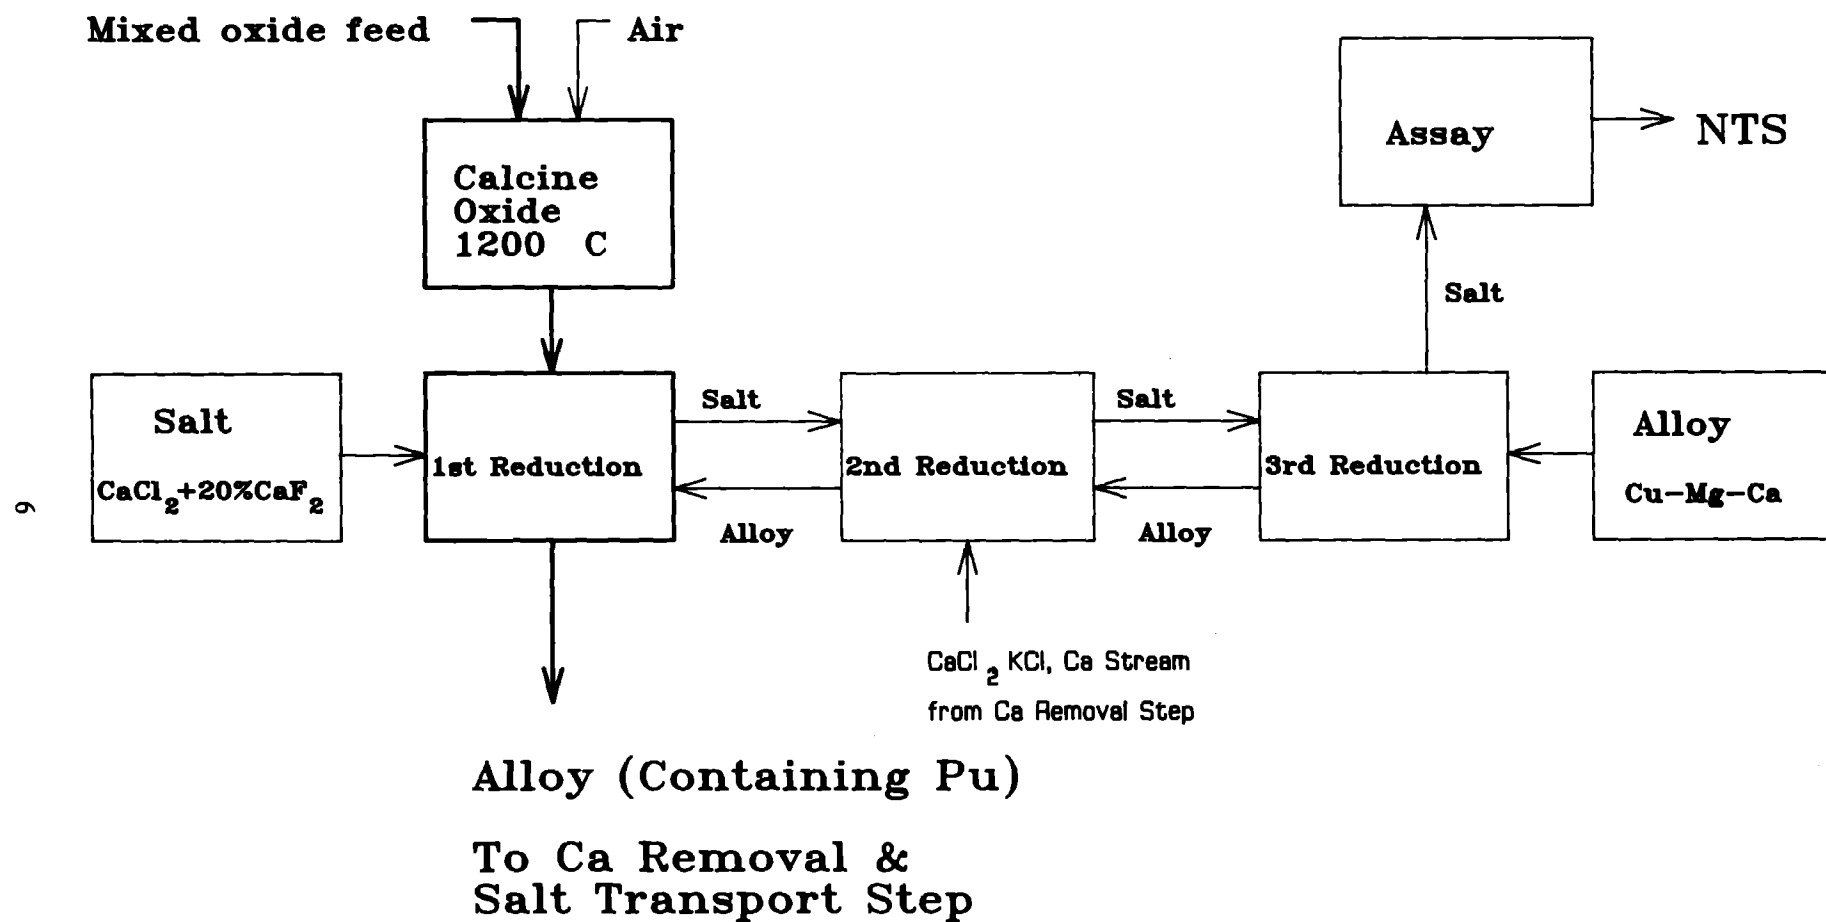 Mixed oxide feed
Air
Calcine
Oxide
1200 C
Assay
NTS
Salt
Salt
CaCl2+20%CaF2
1st Reduction
Salt
Alloy
2nd Reduction
Salt
Alloy
3rd Reduction
Alloy
Cu-Mg-Ca
CaCl2 KCl, Ca Stream
from Ca Removal Step
Alloy (Containing Pu)
To Ca Removal &
Salt Transport Step
9